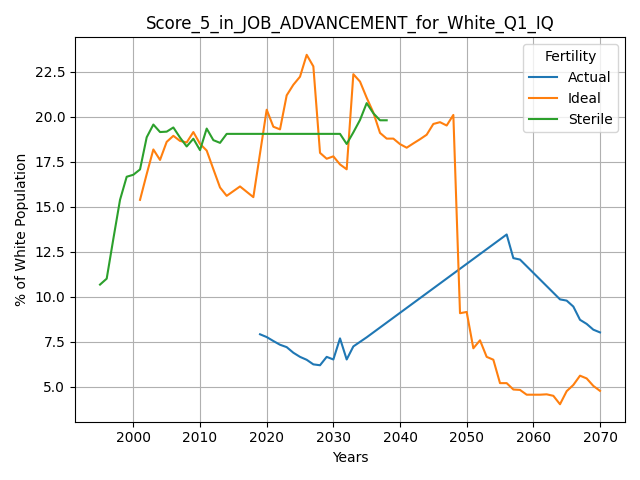 Score_5_in_JOB_ADVANCEMENT_for_White_Q1_IQ
Fertility
Actual
Ideal
Sterile
% of White Population
22.5
20.0
17.5
15.0
12.5
10.0
7.5
5.0
2000 2010 2020 2030 2040 2050 2060 2070
Years